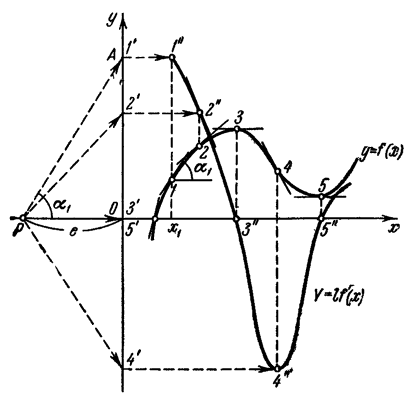 y
A 1' 1"
2' 2"
3
2
y=f(x)
4
α₁
1
5
α₁
P e O 3' x₁ 3" 5" x
5'
Y=lf'(x)
4' 4"